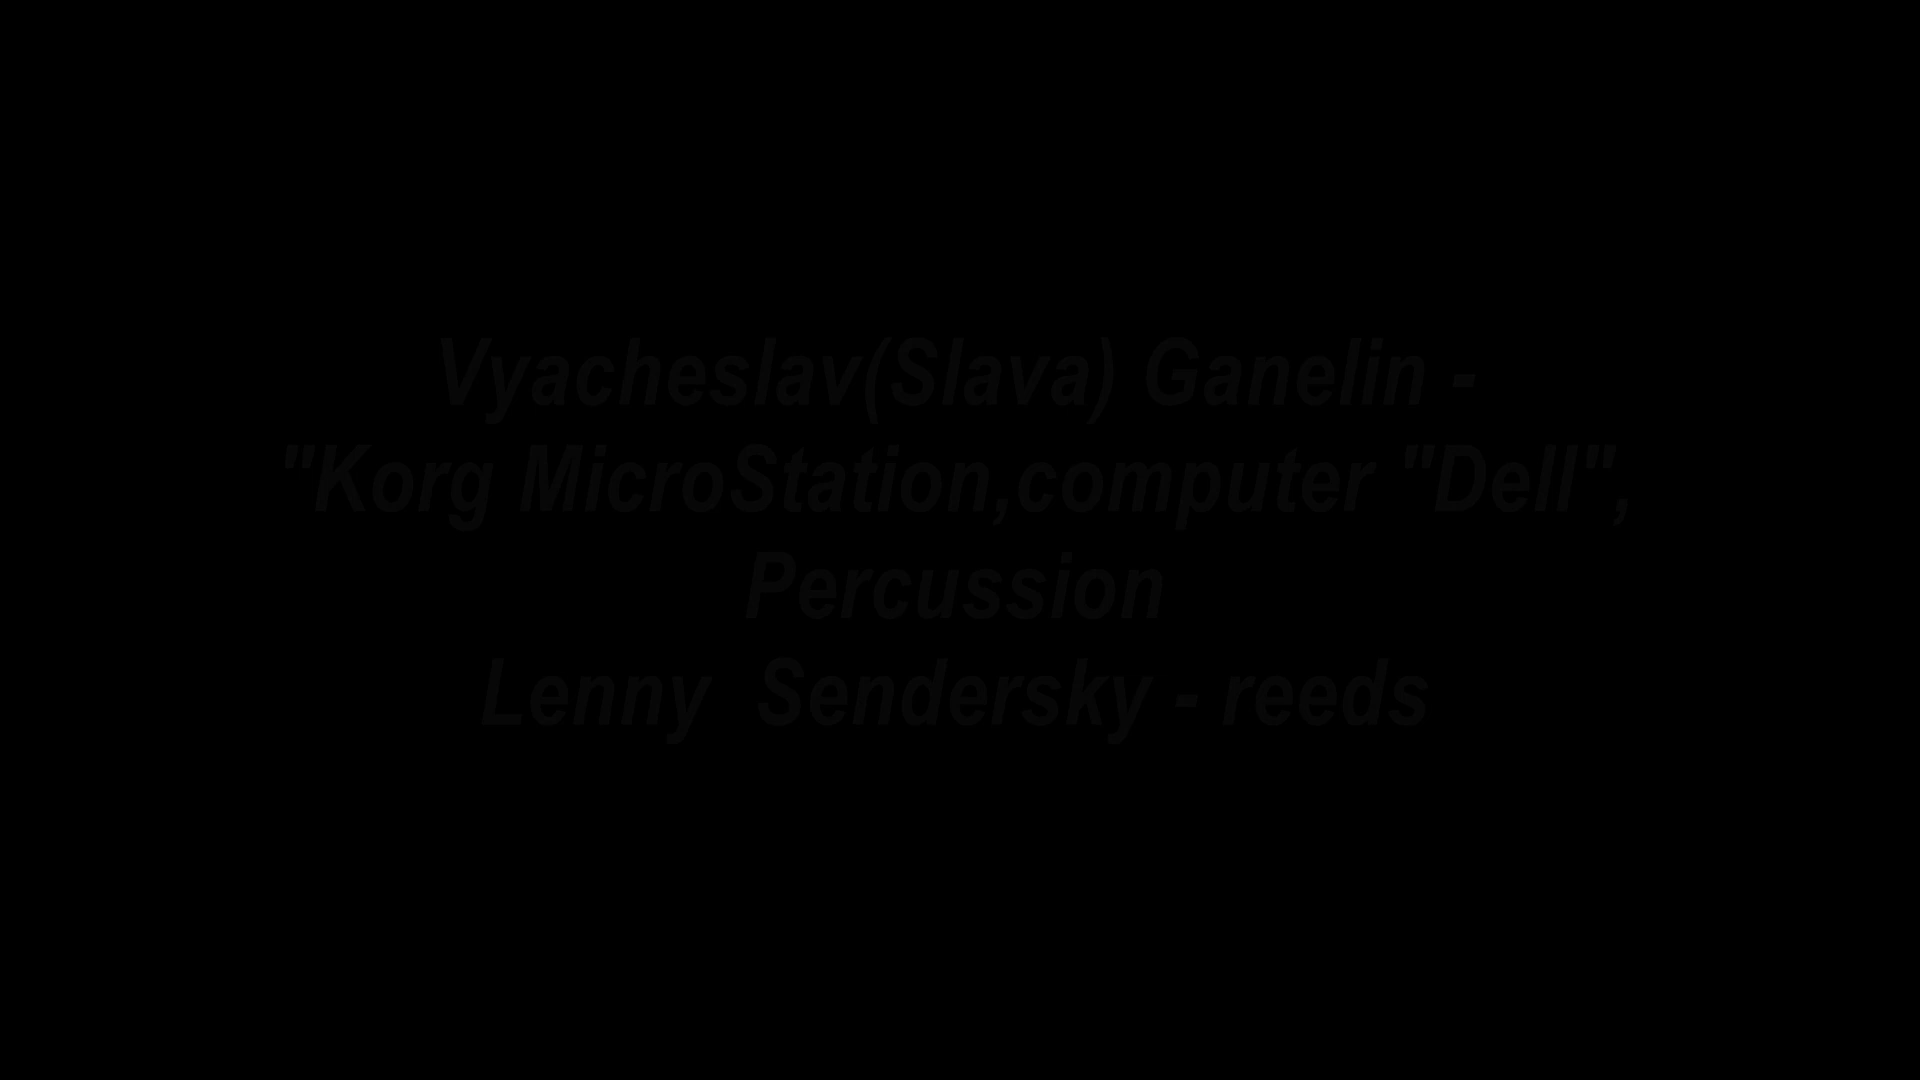 Vyacheslav(Slava) Ganelin -
"Korg MicroStation,computer "Dell",
Percussion
Lenny  Sendersky - reeds